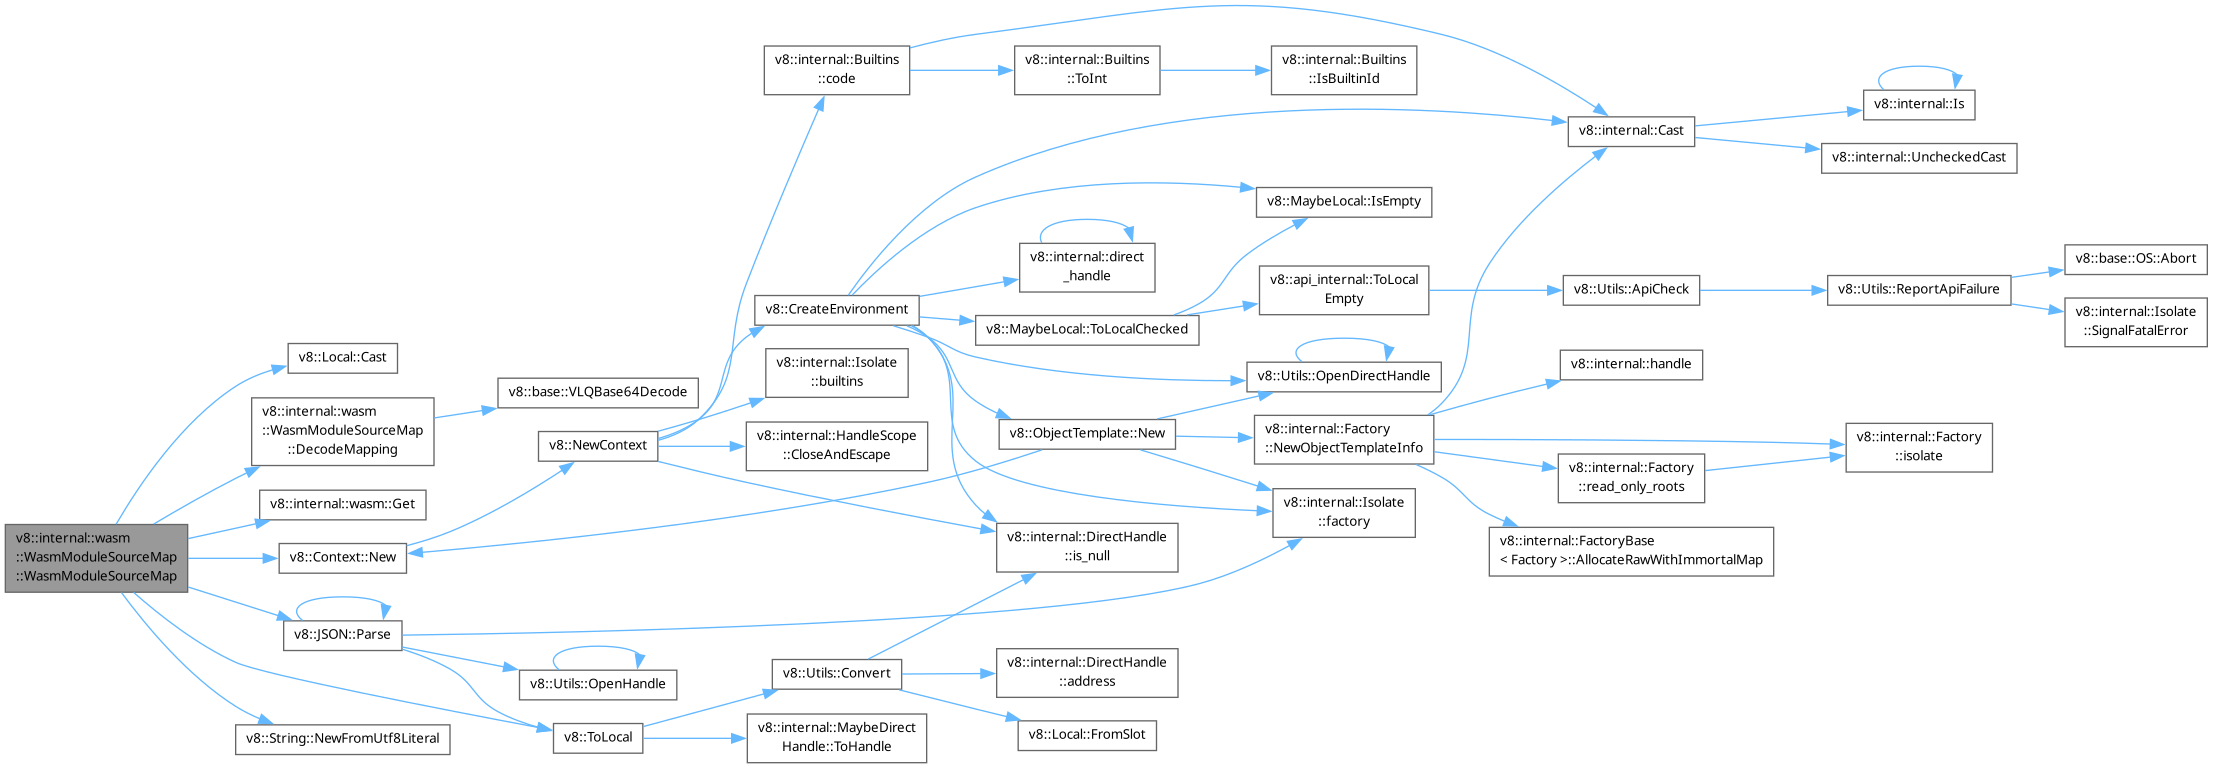 v8::internal::wasm
::WasmModuleSourceMap
::WasmModuleSourceMap
v8::Local::Cast
v8::internal::wasm
::WasmModuleSourceMap
::DecodeMapping
v8::base::VLQBase64Decode
v8::internal::wasm::Get
v8::Context::New
v8::NewContext
v8::internal::Builtins
::code
v8::internal::Builtins
::ToInt
v8::internal::Builtins
::IsBuiltinId
v8::internal::Cast
v8::internal::Is
v8::internal::UncheckedCast
v8::CreateEnvironment
v8::MaybeLocal::IsEmpty
v8::internal::direct
_handle
v8::MaybeLocal::ToLocalChecked
v8::api_internal::ToLocal
Empty
v8::Utils::ApiCheck
v8::Utils::ReportApiFailure
v8::base::OS::Abort
v8::internal::Isolate
::SignalFatalError
v8::Utils::OpenDirectHandle
v8::ObjectTemplate::New
v8::internal::Factory
::NewObjectTemplateInfo
v8::internal::handle
v8::internal::Factory
::isolate
v8::internal::Factory
::read_only_roots
v8::internal::FactoryBase
< Factory >::AllocateRawWithImmortalMap
v8::internal::Isolate
::factory
v8::internal::DirectHandle
::is_null
v8::internal::Isolate
::builtins
v8::internal::HandleScope
::CloseAndEscape
v8::JSON::Parse
v8::Utils::OpenHandle
v8::ToLocal
v8::Utils::Convert
v8::internal::DirectHandle
::address
v8::Local::FromSlot
v8::internal::MaybeDirect
Handle::ToHandle
v8::String::NewFromUtf8Literal